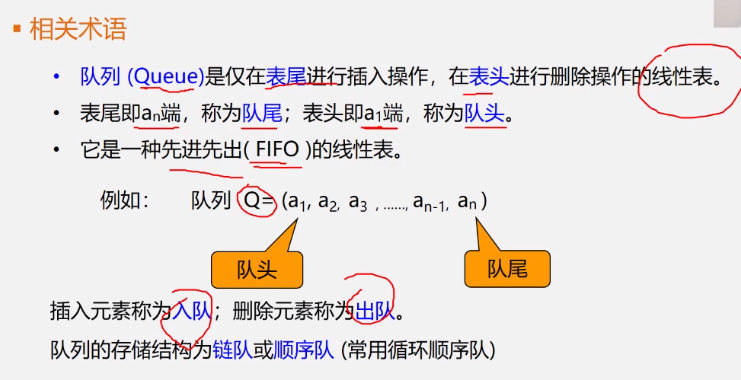 ▪ 相关术语
• 队列 (Queue)是仅在表尾进行插入操作，在表头进行删除操作的线性表。
• 表尾即an端，称为队尾；表头即a1端，称为队头。
• 它是一种先进先出( FIFO )的线性表。
例如： 队列 Q= (a1, a2, a3 , ......, an-1, an )
队头 队尾
插入元素称为入队；删除元素称为出队。
队列的存储结构为链队或顺序队 (常用循环顺序队)